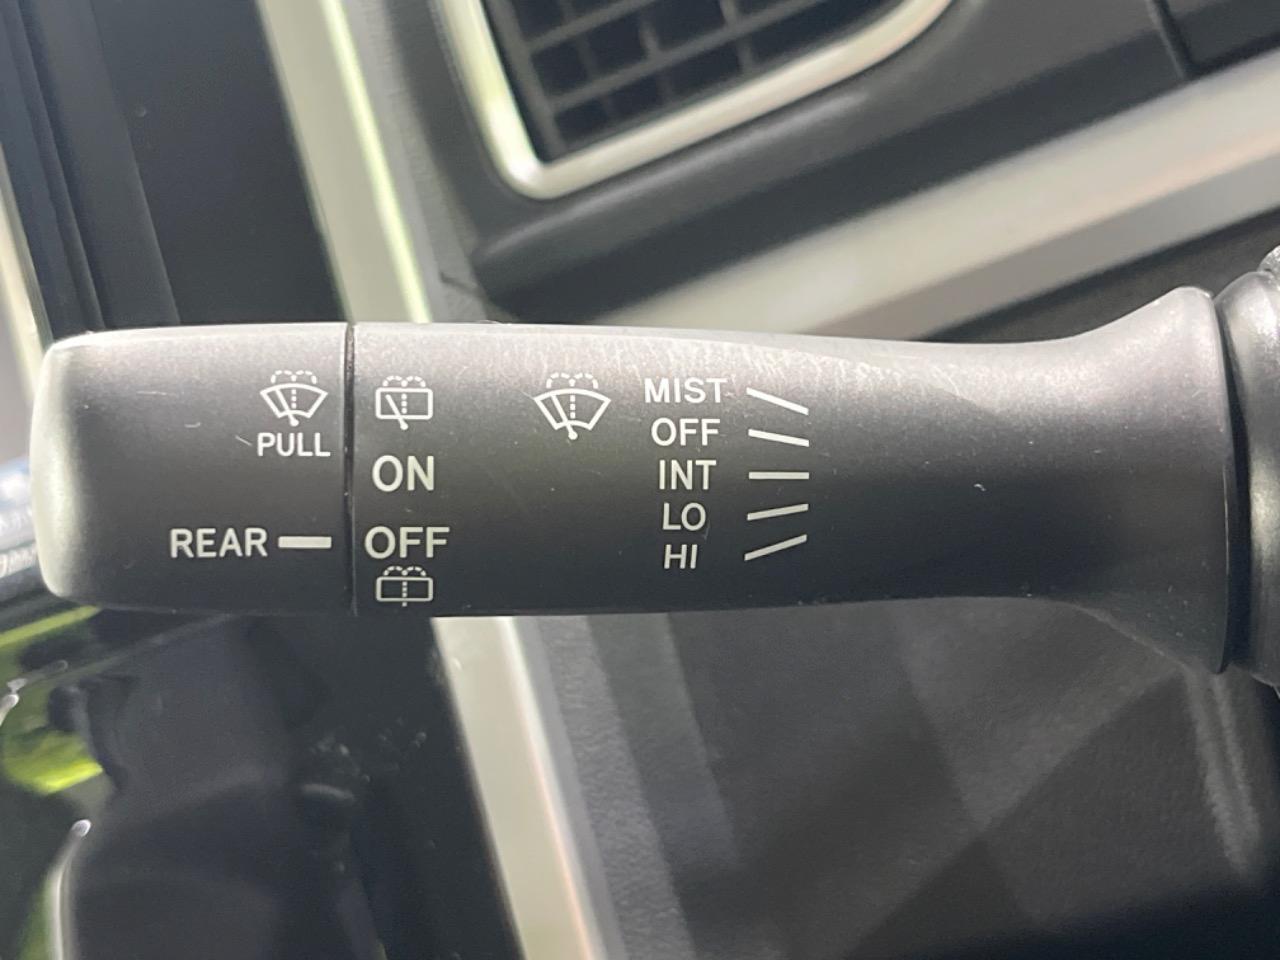 PULL
REAR
ON
OFF
MIST
OFF
INT
LO
HI